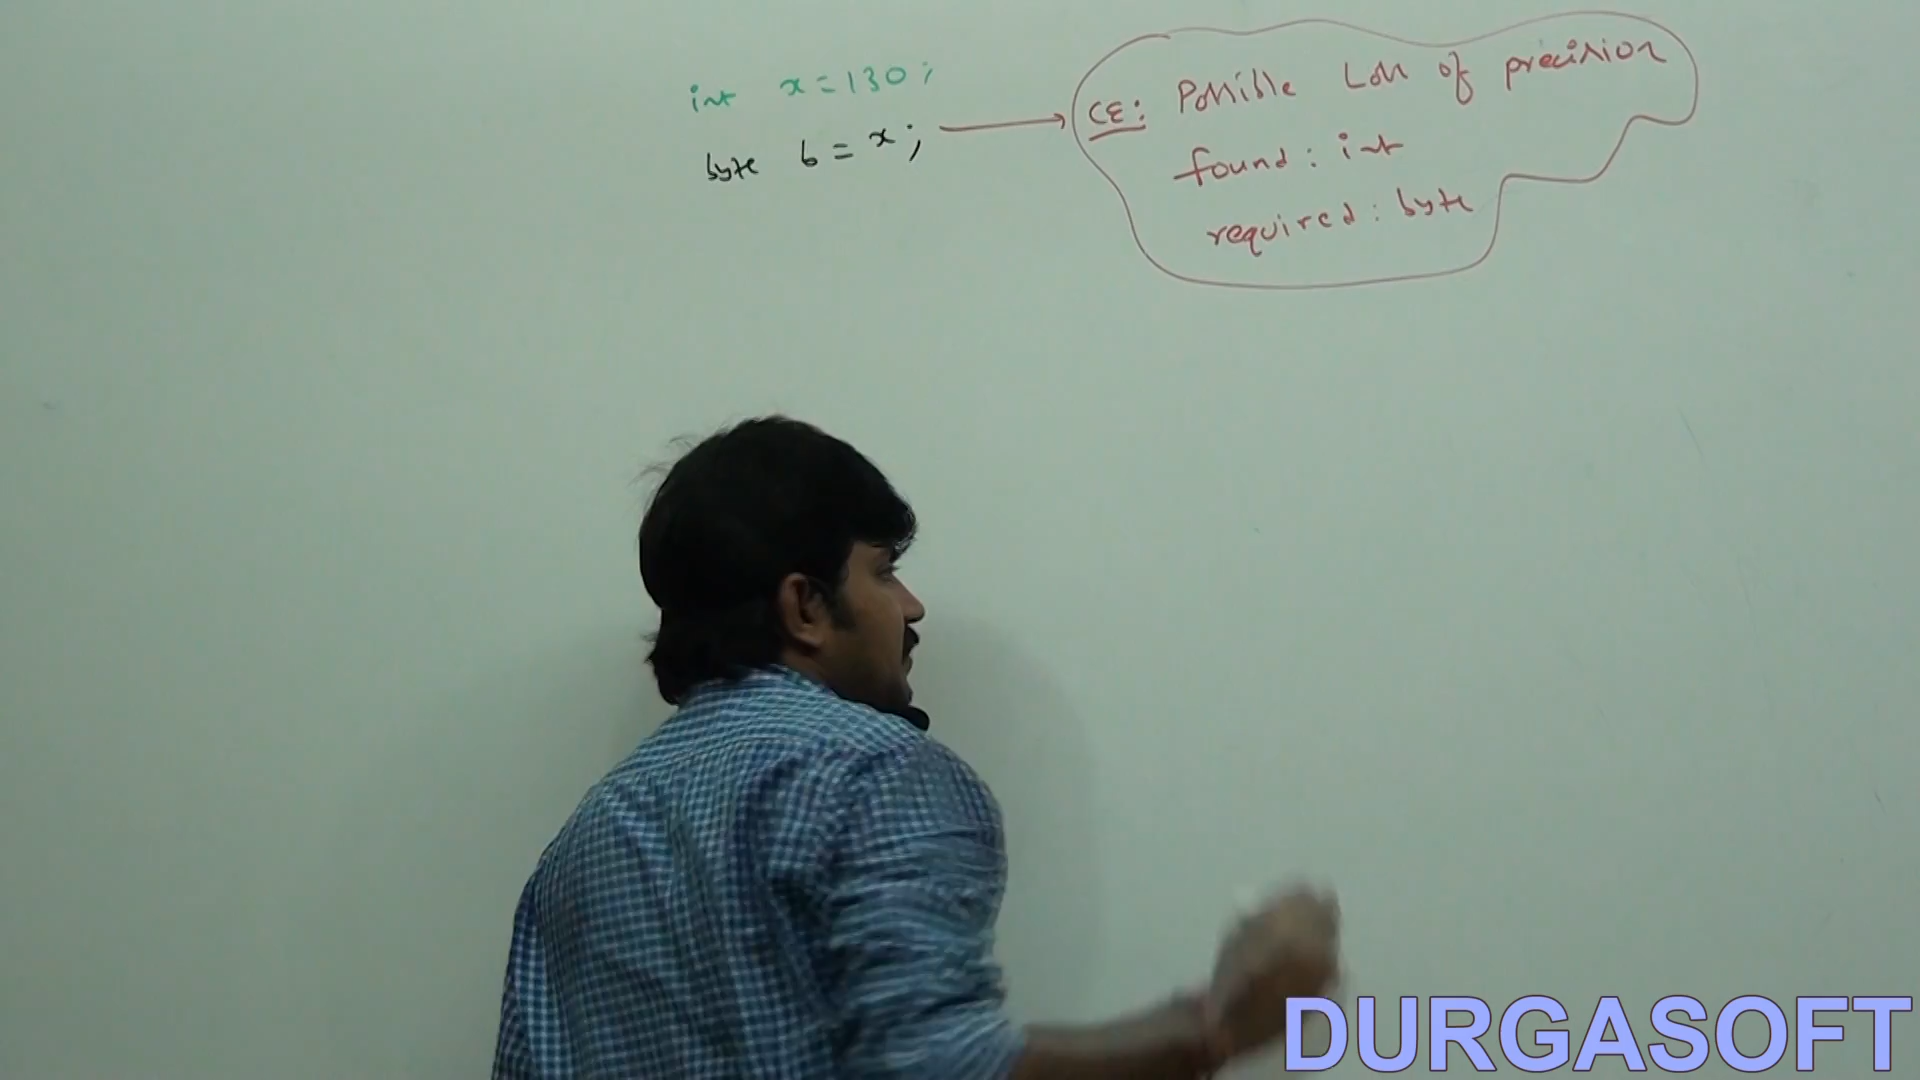 int x = 130;
byte b = x;
CE: Possible Loss of precision
found : int
required : byte
DURGASOFT